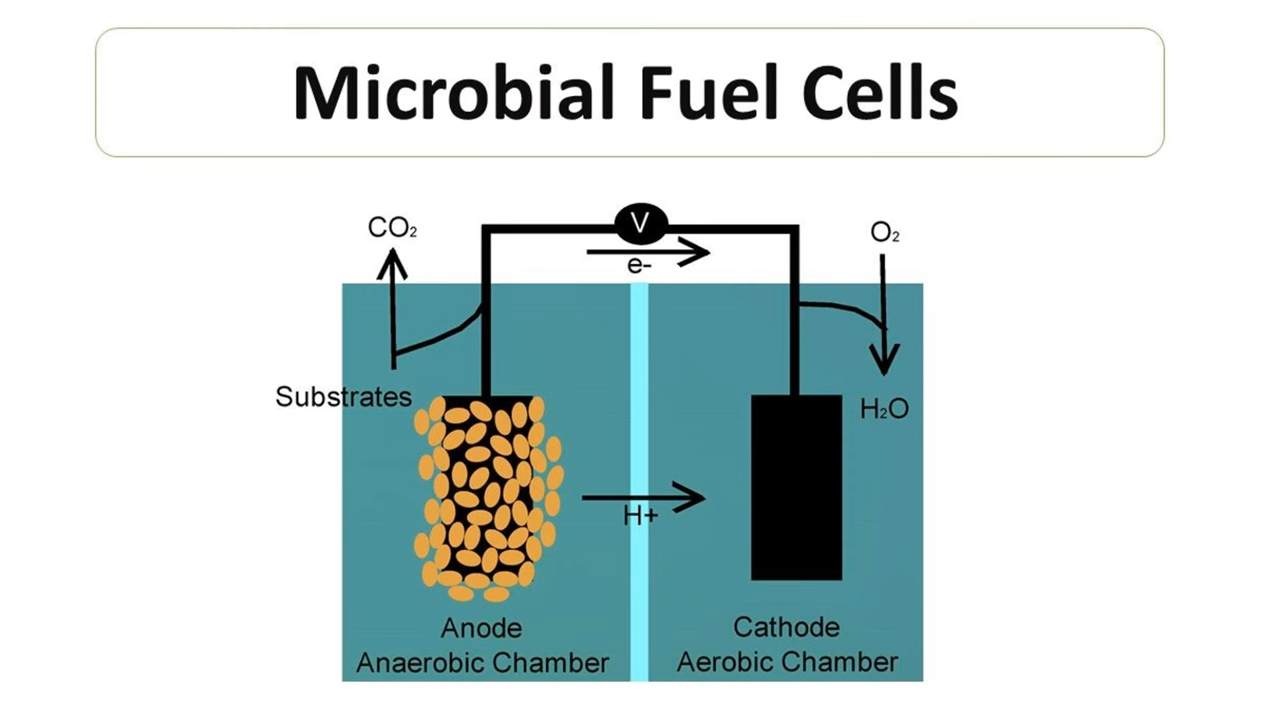 Microbial Fuel Cells
CO₂
V
O₂
e-
Substrates
H₂O
H+
Anode
Anaerobic Chamber
Cathode
Aerobic Chamber